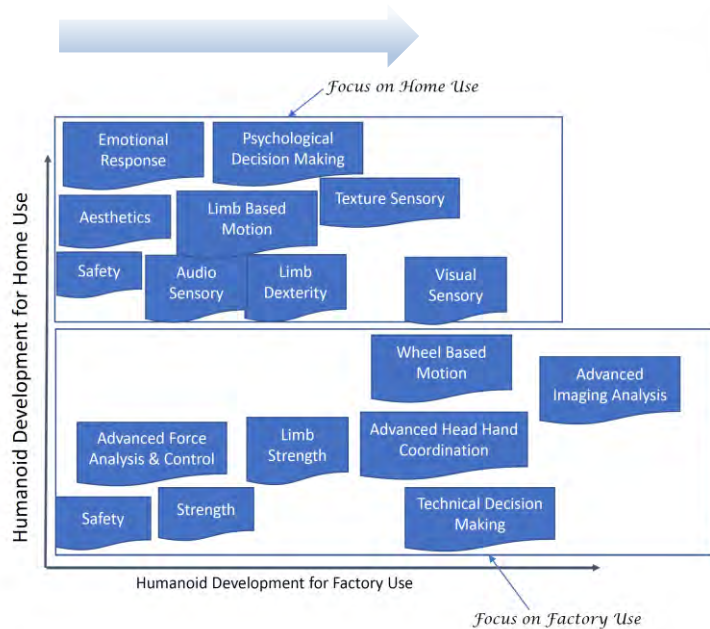 Focus on Home Use
Emotional
Response
Psychological
Decision Making
Aesthetics
Limb Based
Motion
Texture Sensory
Safety
Audio
Sensory
Limb
Dexterity
Visual
Sensory
Humanoid Development for Home Use
Wheel Based
Motion
Advanced
Imaging Analysis
Advanced Force
Analysis & Control
Limb
Strength
Advanced Head Hand
Coordination
Safety
Strength
Technical Decision
Making
Humanoid Development for Factory Use
Focus on Factory Use